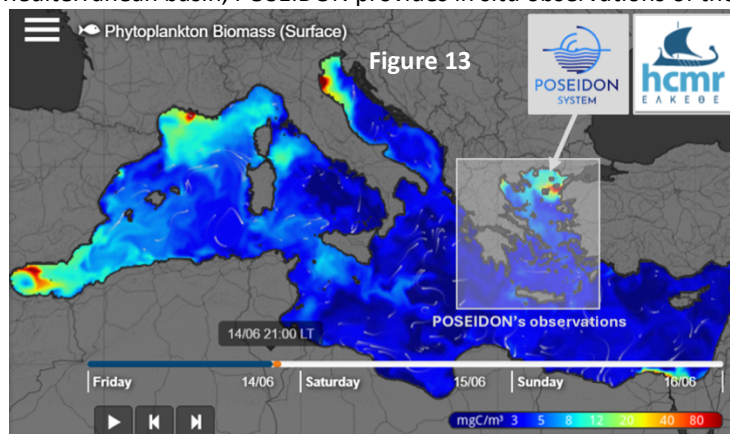 Phytoplankton Biomass (Surface)
Figure 13
POSEIDON
SYSTEM
hcmr
ΕΛΚΕΘΕ
POSEIDON's observations
14/06 21:00 LT
Friday 14/06 Saturday 15/06 Sunday 16/06
mgC/m³ 3 5 8 12 20 40 80